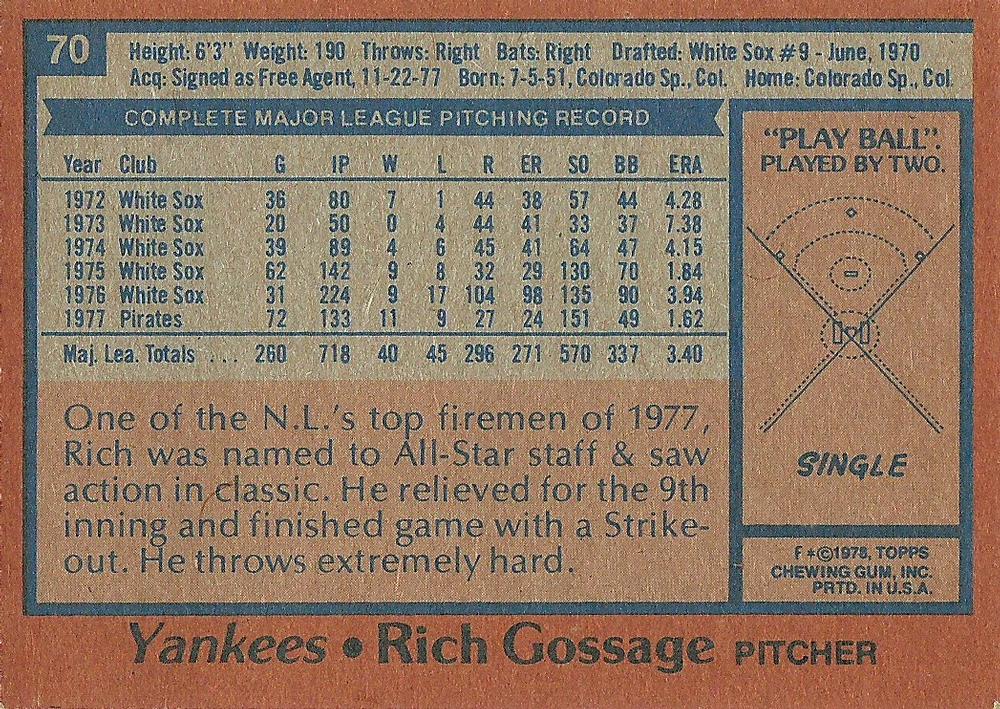 70
Height: 6'3" Weight: 190 Throws: Right Bats: Right Drafted: White Sox #9 - June, 1970
Acq: Signed as Free Agent, 11-22-77 Born: 7-5-51, Colorado Sp., Col. Home: Colorado Sp., Col.
COMPLETE MAJOR LEAGUE PITCHING RECORD
Year Club G IP W L R ER SO BB ERA
1972 White Sox 36 80 7 1 44 38 57 44 4.28
1973 White Sox 20 50 0 4 44 41 33 37 7.38
1974 White Sox 39 89 4 6 45 41 64 47 4.15
1975 White Sox 62 142 9 8 32 29 130 70 1.84
1976 White Sox 31 224 9 17 104 98 135 90 3.94
1977 Pirates 72 133 11 9 27 24 151 49 1.62
Maj. Lea. Totals ... 260 718 40 45 296 271 570 337 3.40
One of the N.L.'s top firemen of 1977,
Rich was named to All-Star staff & saw
action in classic. He relieved for the 9th
inning and finished game with a Strike-
out. He throws extremely hard.
"PLAY BALL".
PLAYED BY TWO.
SINGLE
F *©1978, TOPPS
CHEWING GUM, INC.
PRTD. IN U.S.A.
Yankees • Rich Gossage PITCHER